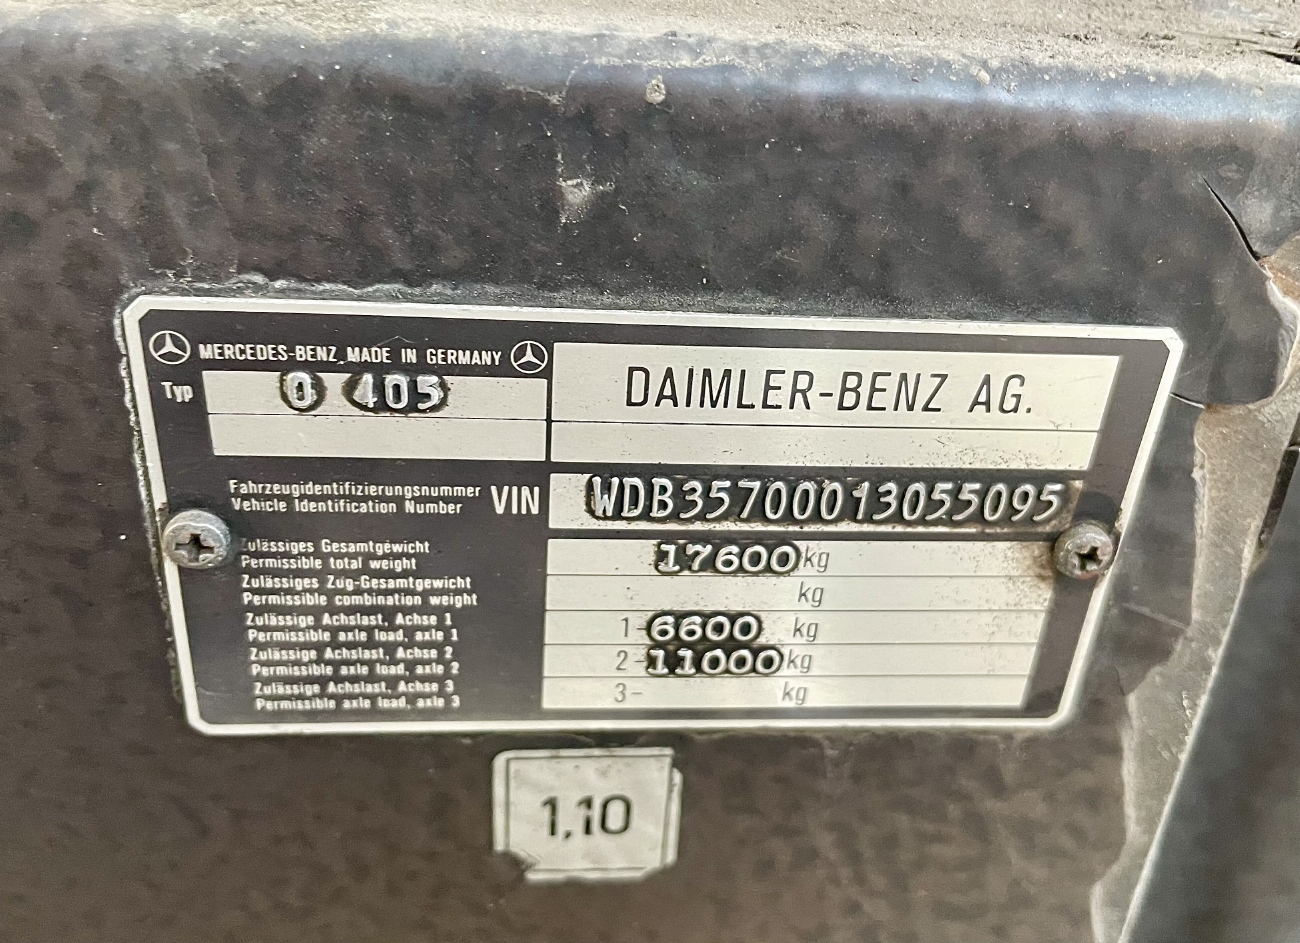 MERCEDES-BENZ MADE IN GERMANY
Typ O 405
DAIMLER-BENZ AG.
Fahrzeugidentifizierungsnummer
Vehicle Identification Number
VIN WDB35700013055095
Zulässiges Gesamtgewicht
Permissible total weight
17600 kg
Zulässiges Zug-Gesamtgewicht
Permissible combination weight
kg
Zulässige Achslast, Achse 1
Permissible axle load, axle 1
1- 6600 kg
Zulässige Achslast, Achse 2
Permissible axle load, axle 2
2- 11000 kg
Zulässige Achslast, Achse 3
Permissible axle load, axle 3
3- kg
1,10